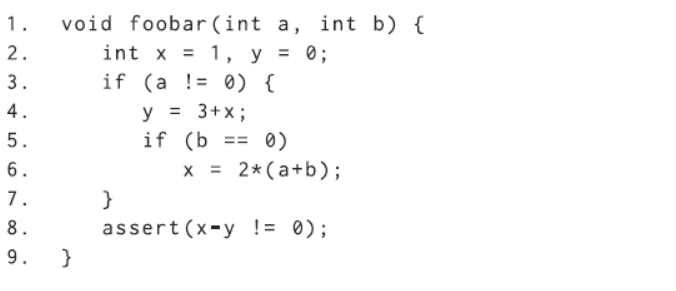 1. void foobar(int a, int b) {
2. int x = 1, y = 0;
3. if (a != 0) {
4. y = 3+x;
5. if (b == 0)
6. x = 2*(a+b);
7. }
8. assert(x-y != 0);
9. }